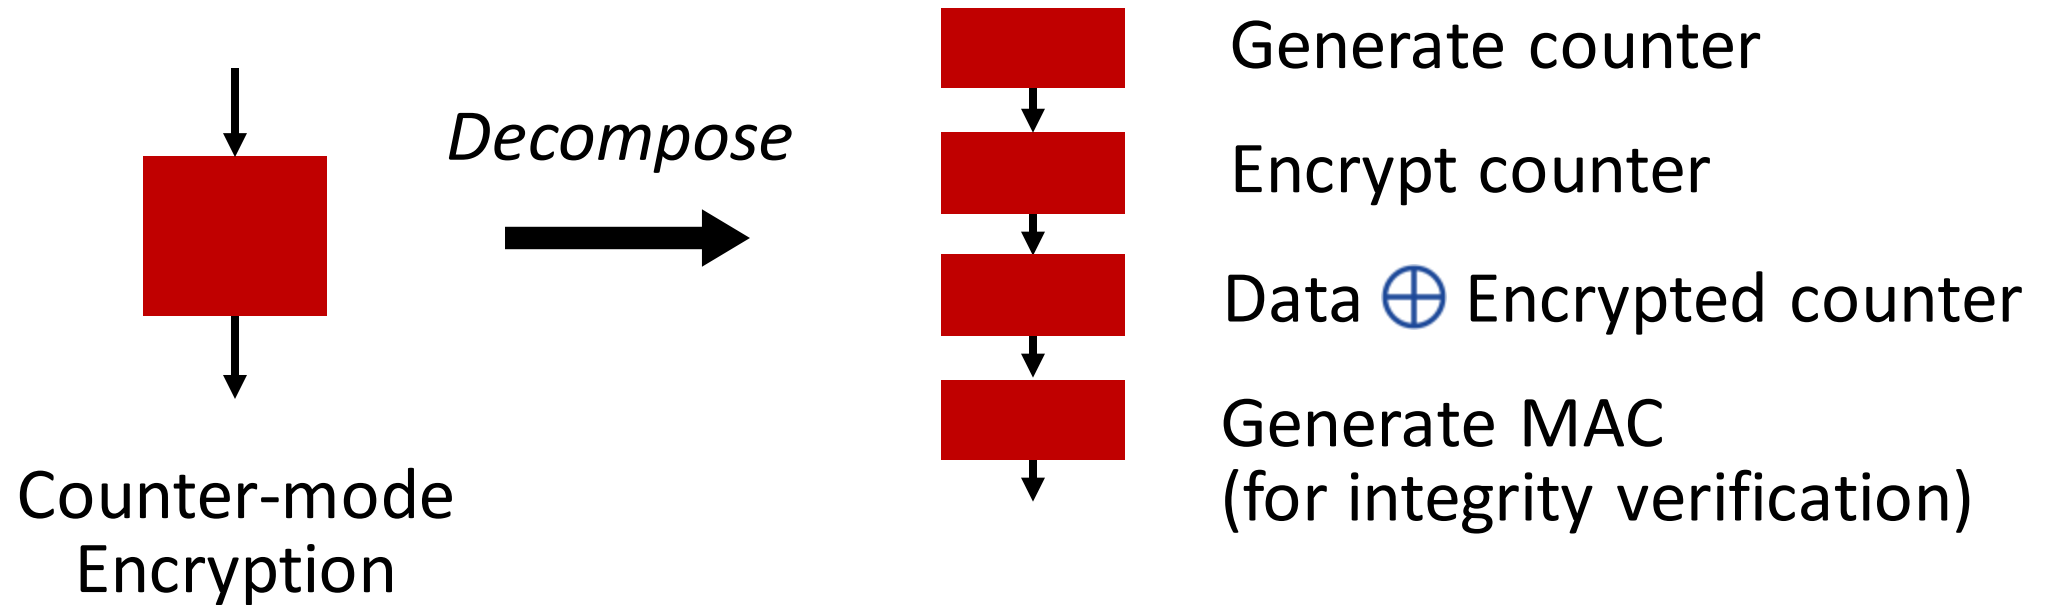 Counter-mode
Encryption
Decompose
Generate counter
Encrypt counter
Data ⊕ Encrypted counter
Generate MAC
(for integrity verification)